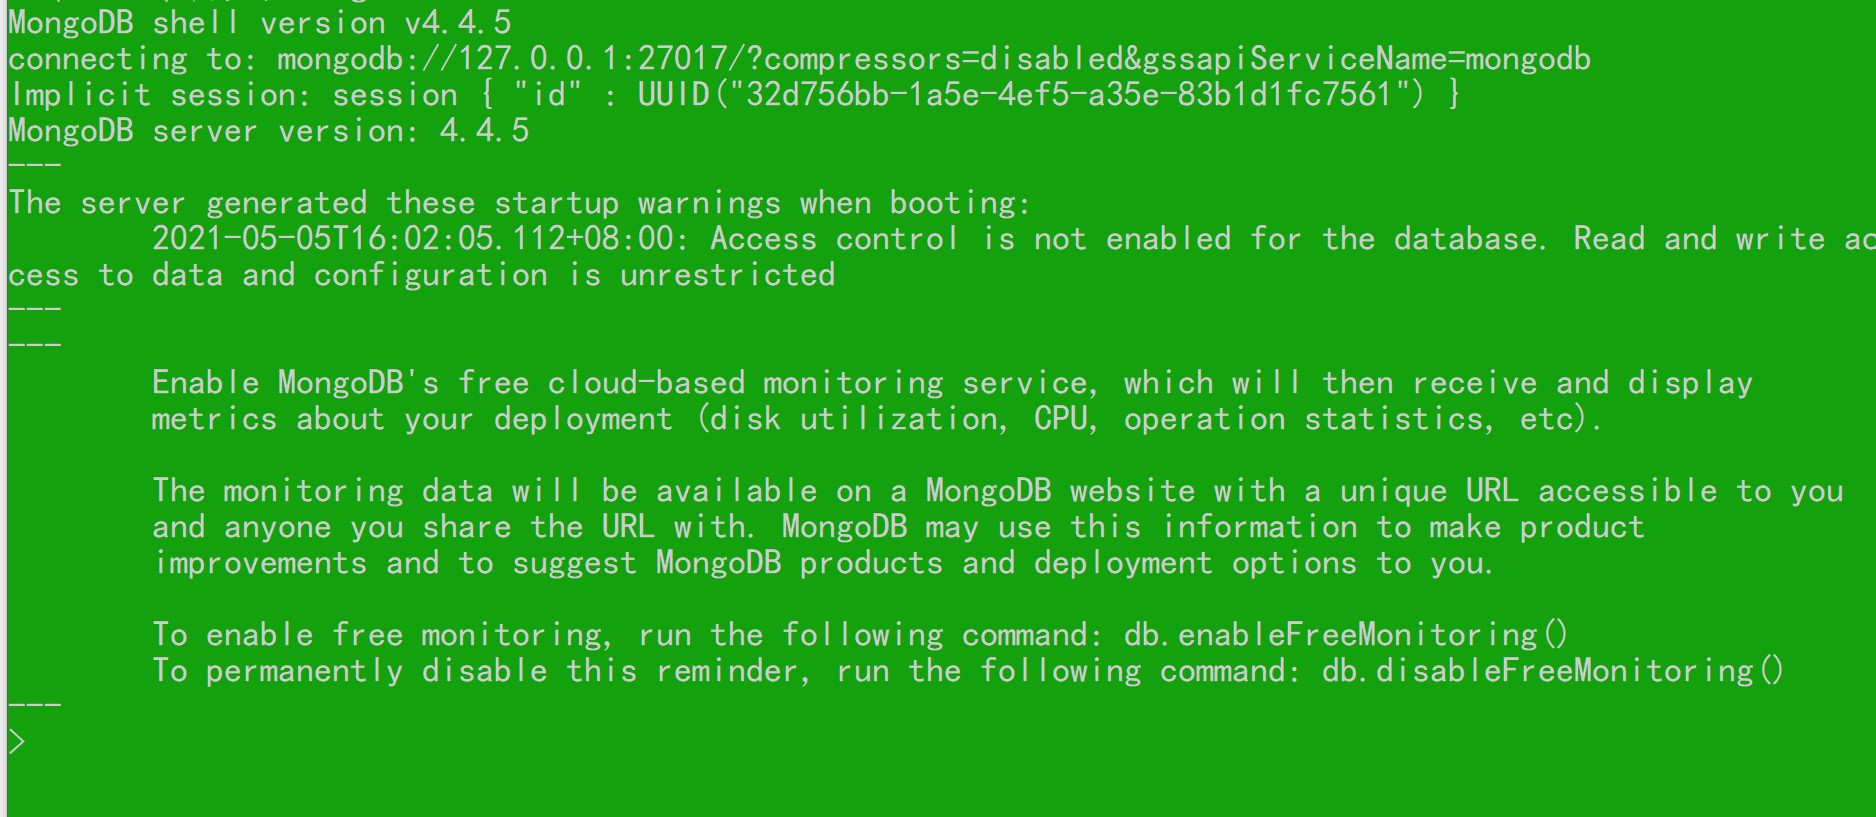 MongoDB shell version v4.4.5
connecting to: mongodb://127.0.0.1:27017/?compressors=disabled&gssapiServiceName=mongodb
Implicit session: session { "id" : UUID("32d756bb-1a5e-4ef5-a35e-83b1d1fc7561") }
MongoDB server version: 4.4.5
---
The server generated these startup warnings when booting:
        2021-05-05T16:02:05.112+08:00: Access control is not enabled for the database. Read and write ac
cess to data and configuration is unrestricted
---
---
        Enable MongoDB's free cloud-based monitoring service, which will then receive and display
        metrics about your deployment (disk utilization, CPU, operation statistics, etc).

        The monitoring data will be available on a MongoDB website with a unique URL accessible to you
        and anyone you share the URL with. MongoDB may use this information to make product
        improvements and to suggest MongoDB products and deployment options to you.

        To enable free monitoring, run the following command: db.enableFreeMonitoring()
        To permanently disable this reminder, run the following command: db.disableFreeMonitoring()
---
>